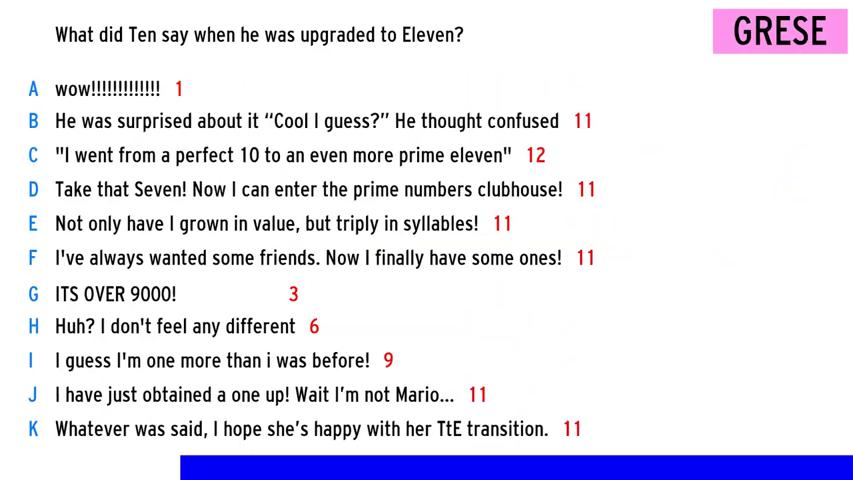 What did Ten say when he was upgraded to Eleven?
GRESE
A wow!!!!!!!!!!!!! 1
B He was surprised about it “Cool I guess?” He thought confused 11
C "I went from a perfect 10 to an even more prime eleven" 12
D Take that Seven! Now I can enter the prime numbers clubhouse! 11
E Not only have I grown in value, but triply in syllables! 11
F I've always wanted some friends. Now I finally have some ones! 11
G ITS OVER 9000! 3
H Huh? I don't feel any different 6
I I guess I'm one more than i was before! 9
J I have just obtained a one up! Wait I’m not Mario... 11
K Whatever was said, I hope she’s happy with her TtE transition. 11